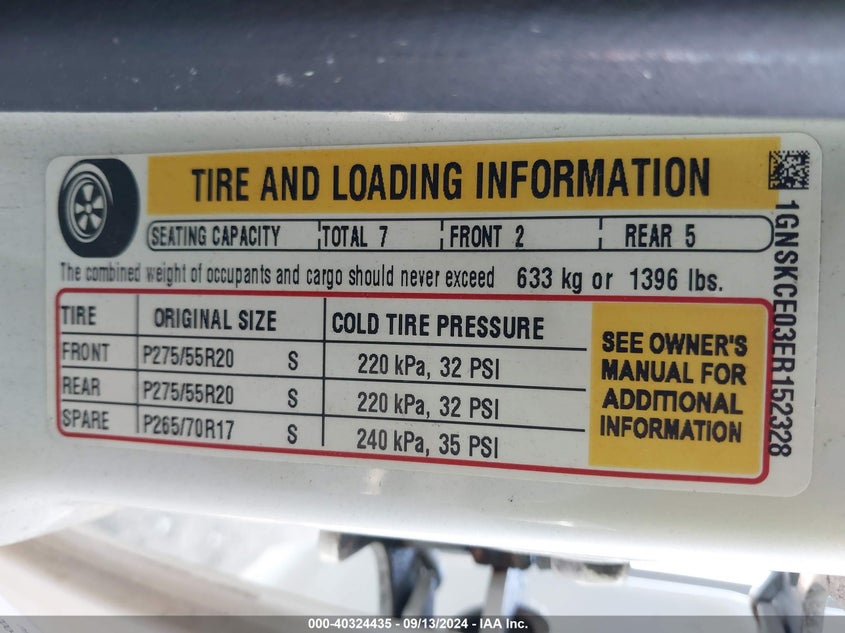 TIRE AND LOADING INFORMATION
SEATING CAPACITY TOTAL 7 FRONT 2 REAR 5
The combined weight of occupants and cargo should never exceed 633 kg or 1396 lbs.
TIRE ORIGINAL SIZE COLD TIRE PRESSURE
FRONT P275/55R20 S 220 kPa, 32 PSI
REAR P275/55R20 S 220 kPa, 32 PSI
SPARE P265/70R17 S 240 kPa, 35 PSI
SEE OWNER'S
MANUAL FOR
ADDITIONAL
INFORMATION
1GNSKCE03ER152328
000-40324435 - 09/13/2024 - IAA Inc.